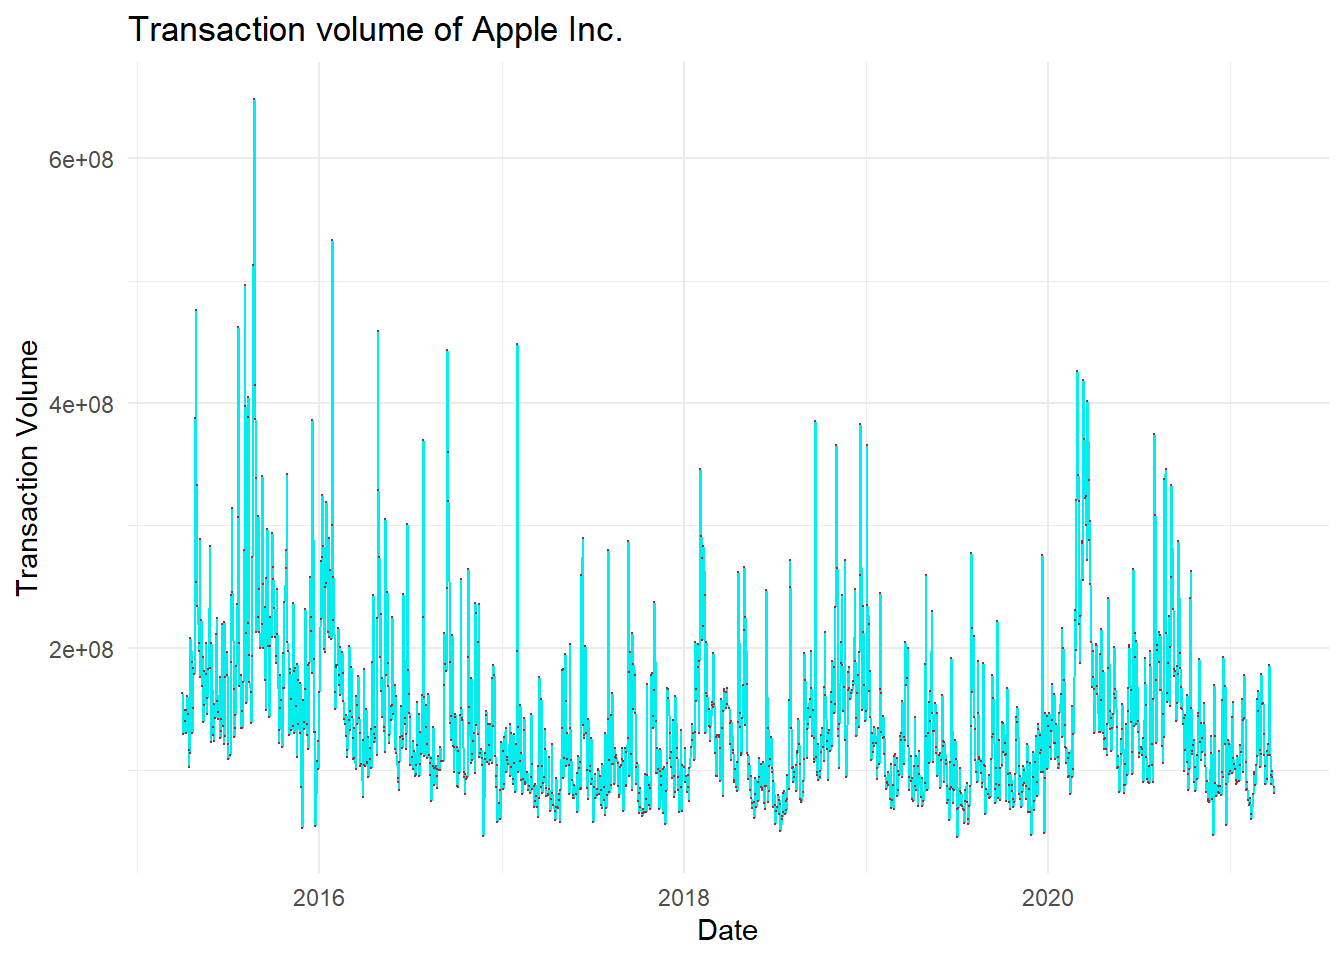 Transaction volume of Apple Inc.
6e+08
4e+08
2e+08
Transaction Volume
2016
2018
2020
Date